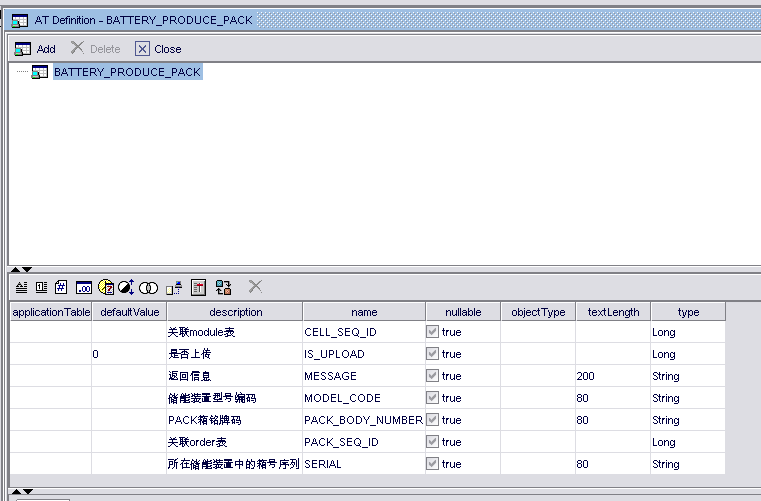 AT Definition - BATTERY_PRODUCE_PACK
Add Delete Close
BATTERY_PRODUCE_PACK
applicationTable defaultValue description name nullable objectType textLength type
关联module表 CELL_SEQ_ID true Long
0 是否上传 IS_UPLOAD true Long
返回信息 MESSAGE true 200 String
储能装置型号编码 MODEL_CODE true 80 String
PACK箱铭牌码 PACK_BODY_NUMBER true 80 String
关联order表 PACK_SEQ_ID true Long
所在储能装置中的箱号序列 SERIAL true 80 String